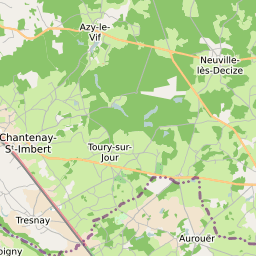 Azy-le-
Vif
Neuville-
lès-Decize
Chantenay-
St-Imbert
Toury-sur-
Jour
Tresnay
Aurouër